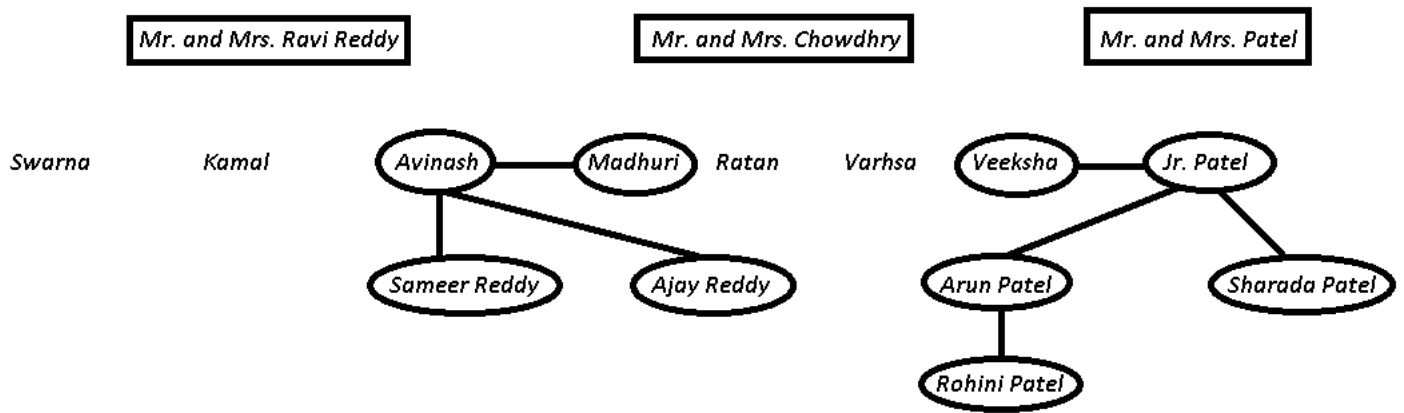 Mr. and Mrs. Ravi Reddy
Mr. and Mrs. Chowdhry
Mr. and Mrs. Patel
Swarna
Kamal
Avinash
Madhuri
Ratan
Varhsa
Veeksha
Jr. Patel
Sameer Reddy
Ajay Reddy
Arun Patel
Sharada Patel
Rohini Patel